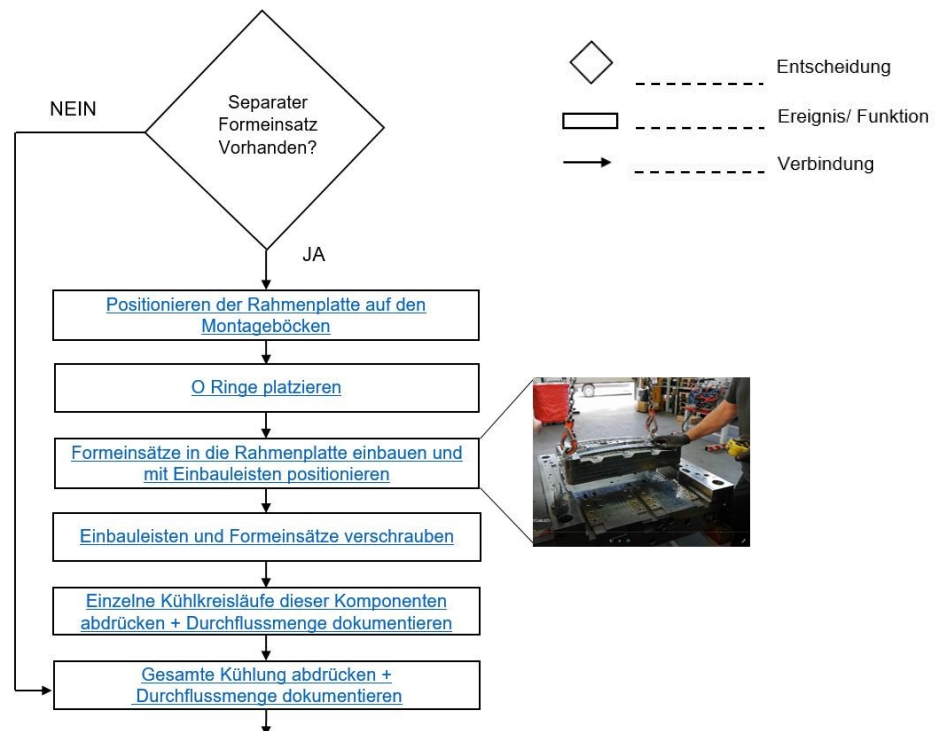 NEIN
Separater
Formeinsatz
Vorhanden?
JA
Positionieren der Rahmenplatte auf den
Montageböcken
O Ringe platzieren
Formeinsätze in die Rahmenplatte einbauen und
mit Einbauleisten positionieren
Einbauleisten und Formeinsätze verschrauben
Einzelne Kühlkreisläufe dieser Komponenten
abdrücken + Durchflussmenge dokumentieren
Gesamte Kühlung abdrücken +
Durchflussmenge dokumentieren
Entscheidung
Ereignis/ Funktion
Verbindung